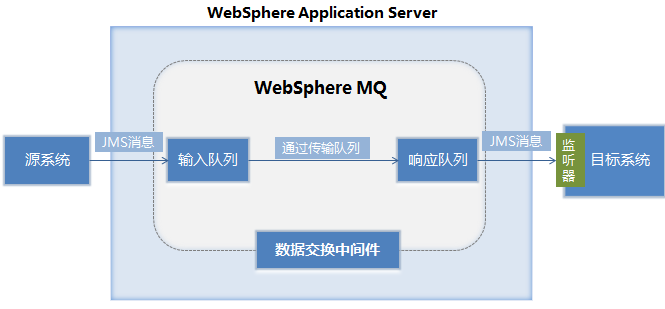 WebSphere Application Server
WebSphere MQ
源系统
JMS消息
输入队列
通过传输队列
响应队列
JMS消息
监
听
器
目标系统
数据交换中间件